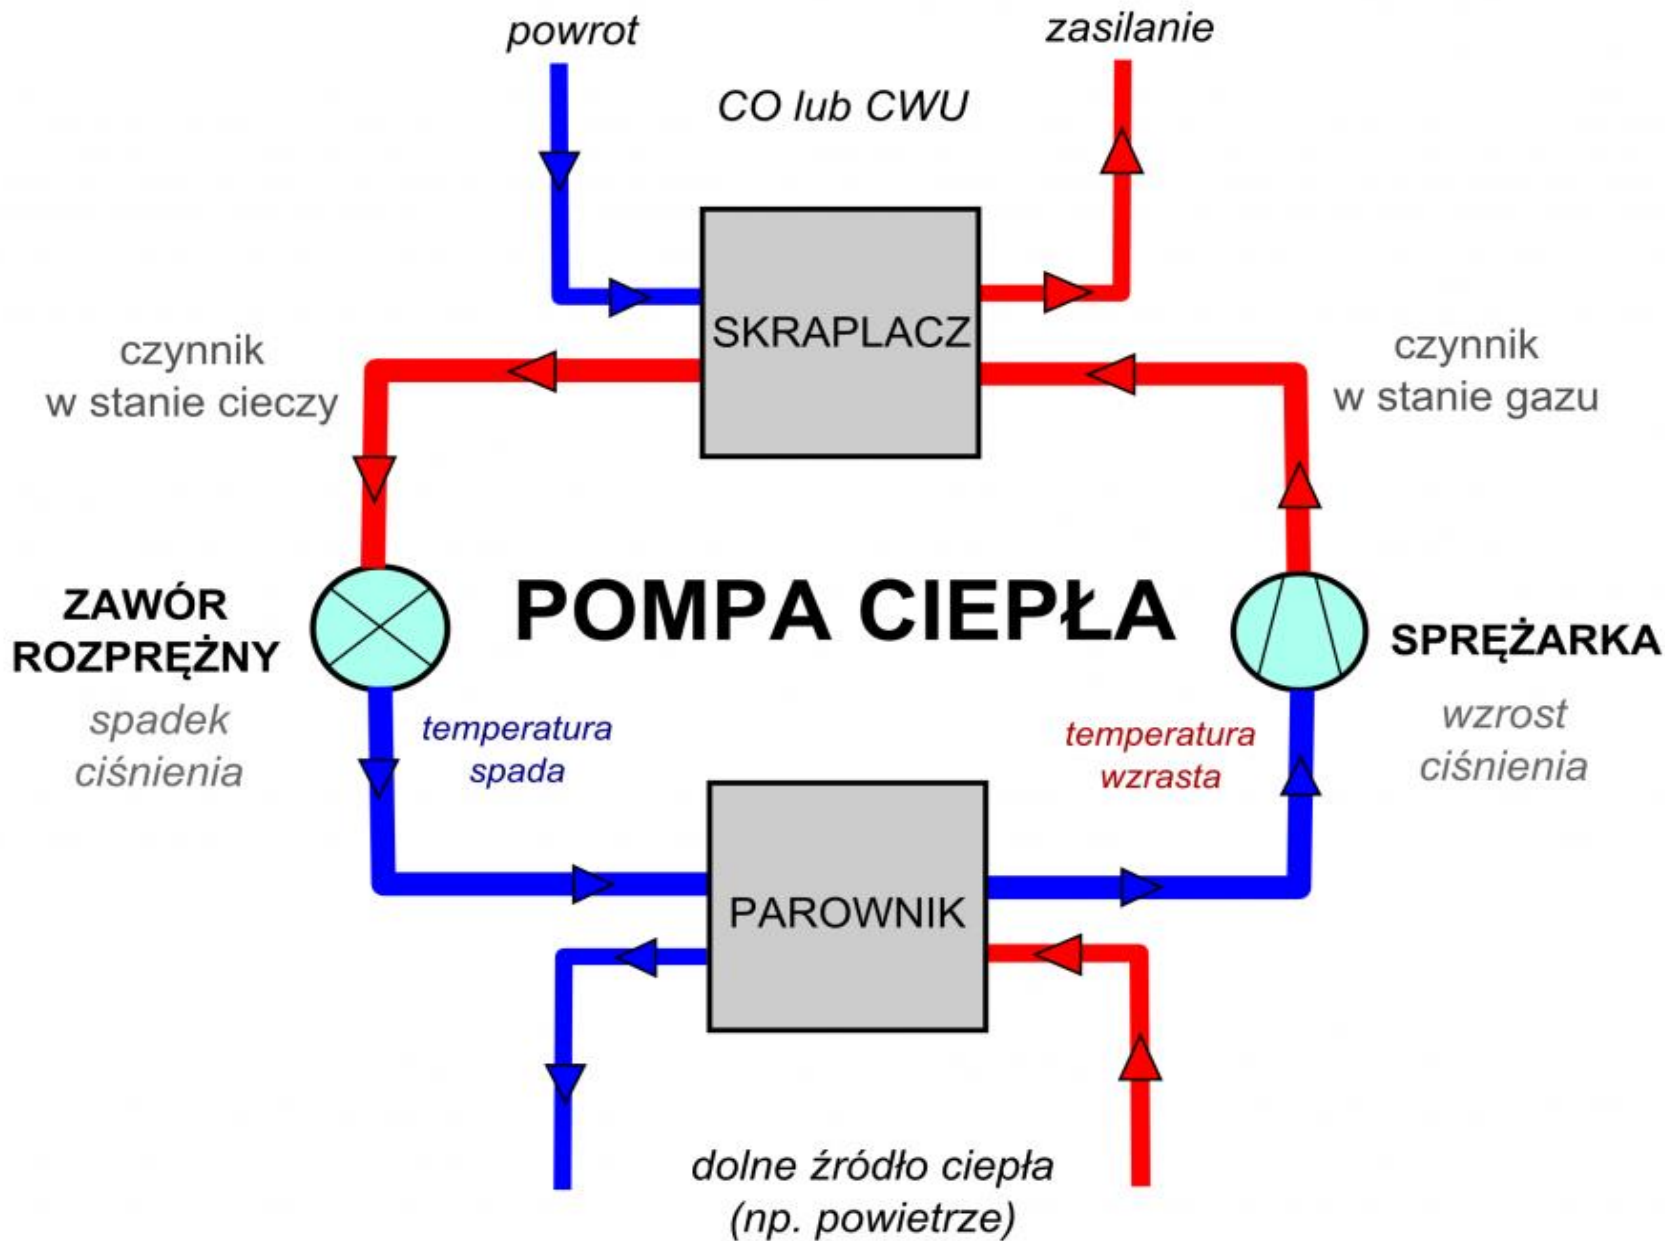 powrot
zasilanie
CO lub CWU
SKRAPLACZ
czynnik
w stanie cieczy
czynnik
w stanie gazu
ZAWÓR
ROZPRĘŻNY
POMPA CIEPŁA
SPRĘŻARKA
spadek
ciśnienia
temperatura
spada
temperatura
wzrasta
wzrost
ciśnienia
PAROWNIK
dolne źródło ciepła
(np. powietrze)